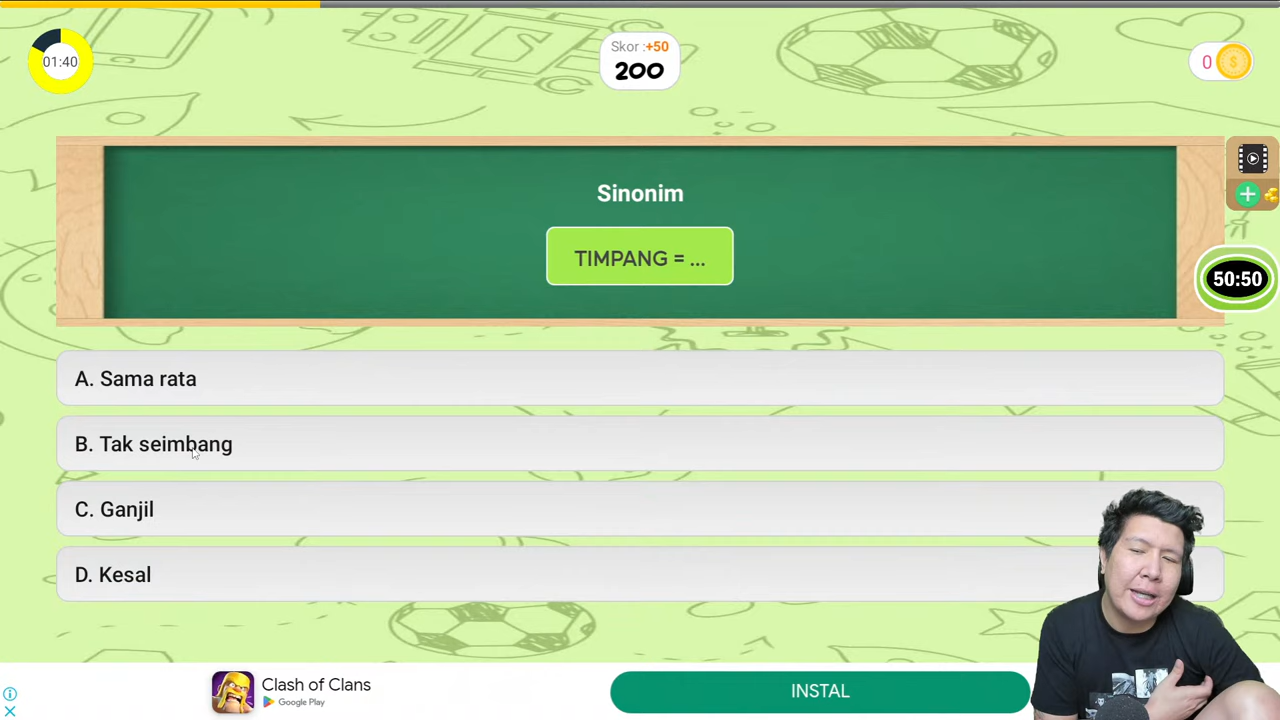 01:40
Skor :+50
200
0
Sinonim
TIMPANG = ...
50:50
A. Sama rata
B. Tak seimbang
C. Ganjil
D. Kesal
Clash of Clans
Google Play
INSTAL